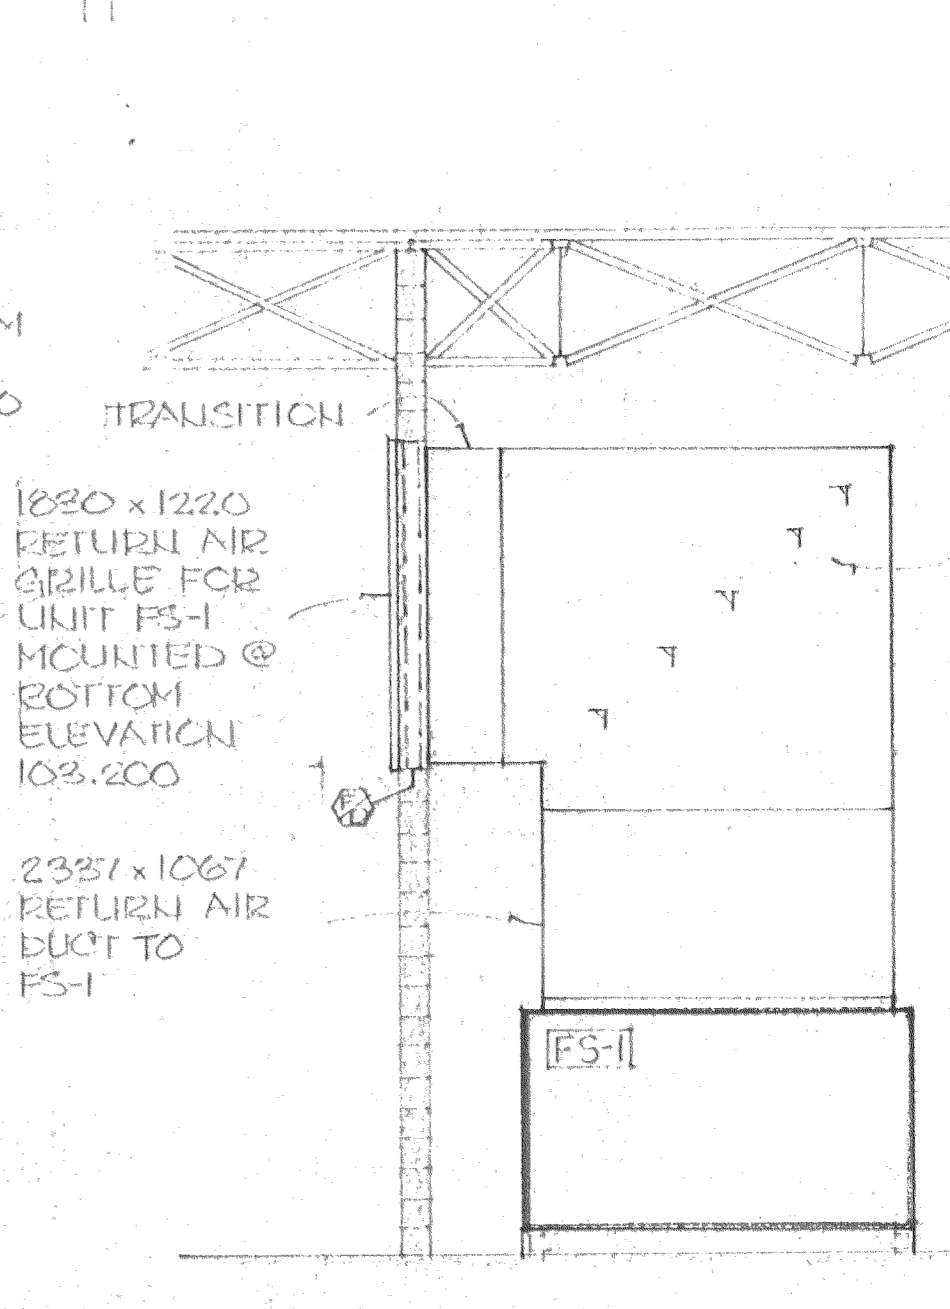 M
O
TRANSITION
1830 x 1220
RETURN AIR
GRILLE FOR
UNIT FS-1
MOUNTED @
BOTTOM
ELEVATION
103.200
F
D
2337 x 1067
RETURN AIR
DUCT TO
FS-1
FS-1